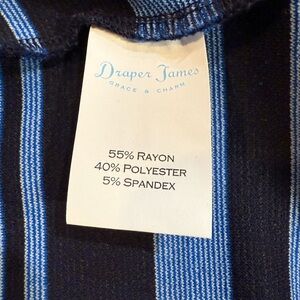 Draper James
GRACE & CHARM
55% RAYON
40% POLYESTER
5% SPANDEX